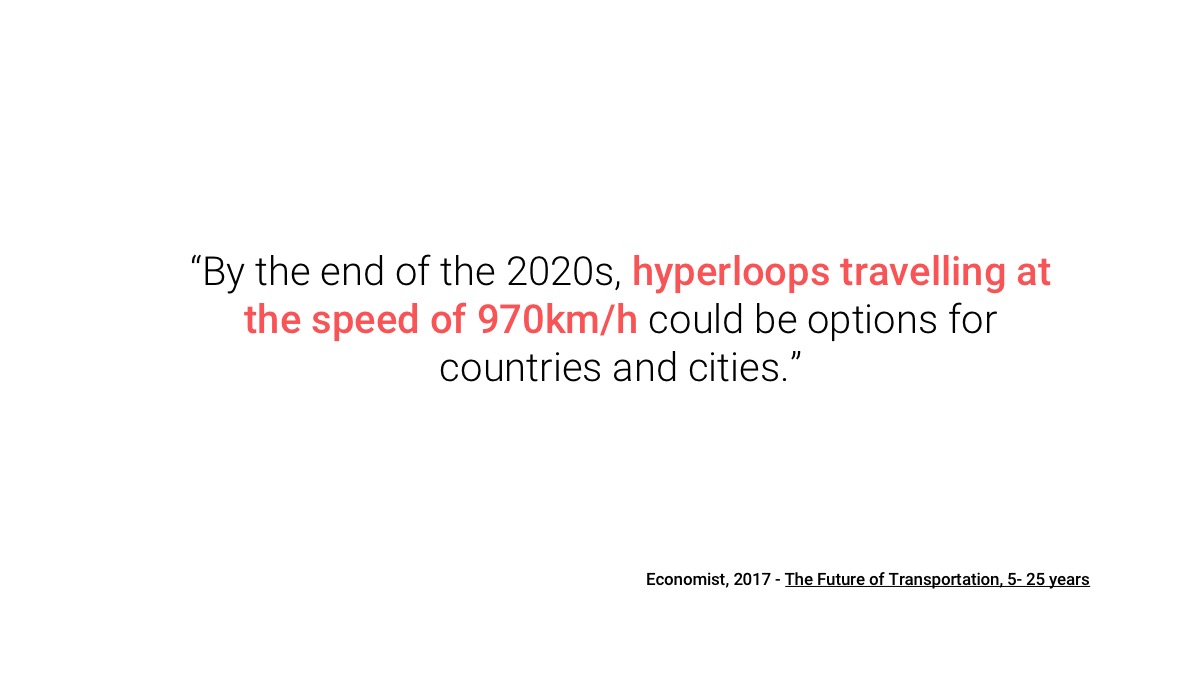 “By the end of the 2020s, hyperloops travelling at
the speed of 970km/h could be options for
countries and cities.”
Economist, 2017 - The Future of Transportation, 5- 25 years